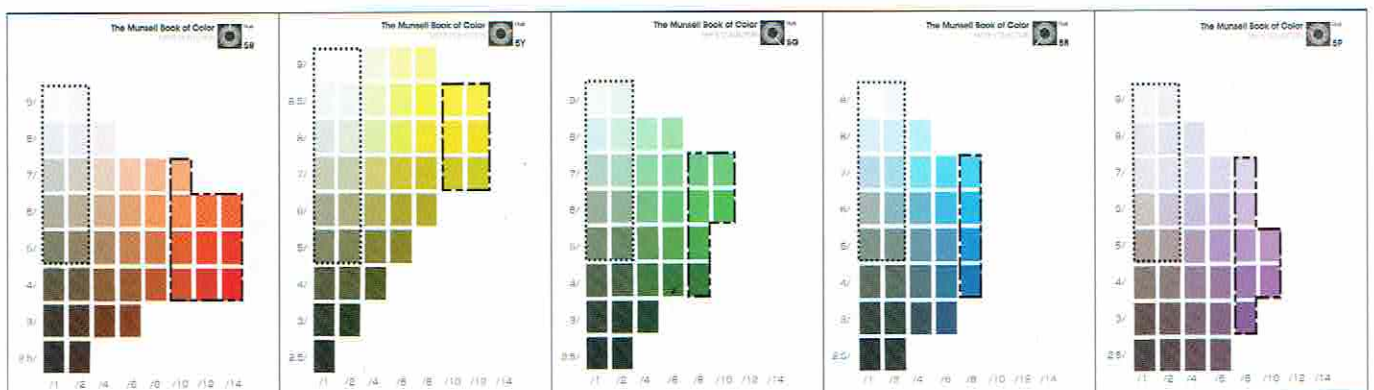 The Munsell Book of Color
Hue
9/
8/
7/
6/
5/
4/
3/
2.5/
/1 /2 /4 /6 /8 /10 /12 /14
The Munsell Book of Color
Hue
5Y
9/
8.5/
8/
7/
6/
5/
4/
3/
2.5/
/1 /2 /4 /6 /8 /10 /12 /14
The Munsell Book of Color
Hue
5G
9/
8/
7/
6/
5/
4/
3/
2.5/
/1 /2 /4 /6 /8 /10 /12 /14
The Munsell Book of Color
Hue
9/
8/
7/
6/
5/
4/
3/
2.5/
/1 /2 /4 /6 /8 /10 /12 /14
The Munsell Book of Color
Hue
5P
9/
8/
7/
6/
5/
4/
3/
2.5/
/1 /2 /4 /6 /8 /10 /12 /14